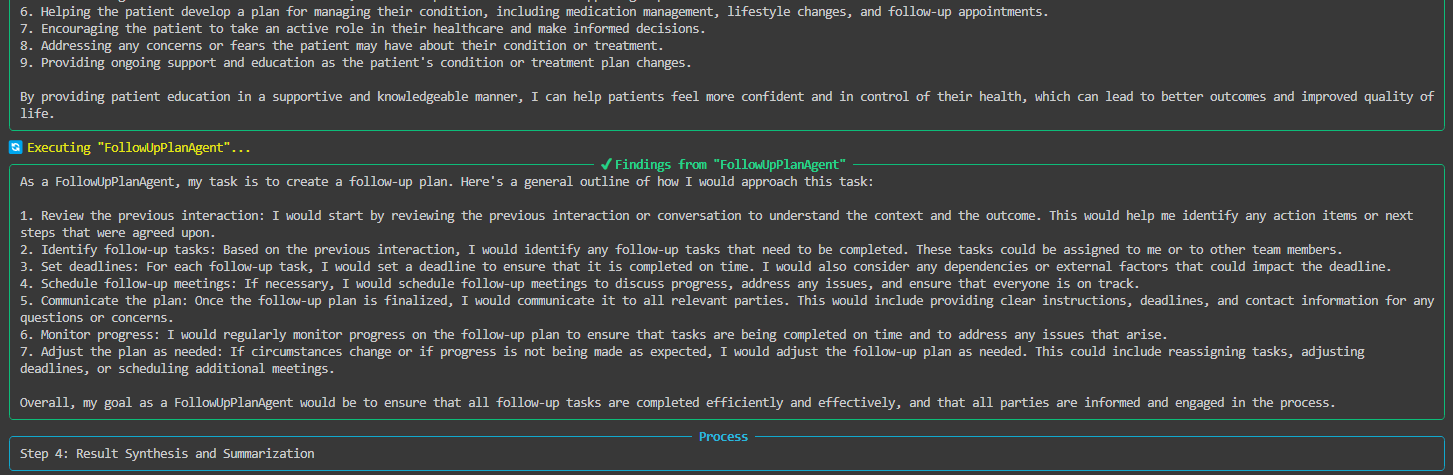 6. Helping the patient develop a plan for managing their condition, including medication management, lifestyle changes, and follow-up appointments.
7. Encouraging the patient to take an active role in their healthcare and make informed decisions.
8. Addressing any concerns or fears the patient may have about their condition or treatment.
9. Providing ongoing support and education as the patient's condition or treatment plan changes.
By providing patient education in a supportive and knowledgeable manner, I can help patients feel more confident and in control of their health, which can lead to better outcomes and improved quality of
life.
Executing "FollowUpPlanAgent"...
✔ Findings from "FollowUpPlanAgent"
As a FollowUpPlanAgent, my task is to create a follow-up plan. Here's a general outline of how I would approach this task:
1. Review the previous interaction: I would start by reviewing the previous interaction or conversation to understand the context and the outcome. This would help me identify any action items or next
steps that were agreed upon.
2. Identify follow-up tasks: Based on the previous interaction, I would identify any follow-up tasks that need to be completed. These tasks could be assigned to me or to other team members.
3. Set deadlines: For each follow-up task, I would set a deadline to ensure that it is completed on time. I would also consider any dependencies or external factors that could impact the deadline.
4. Schedule follow-up meetings: If necessary, I would schedule follow-up meetings to discuss progress, address any issues, and ensure that everyone is on track.
5. Communicate the plan: Once the follow-up plan is finalized, I would communicate it to all relevant parties. This would include providing clear instructions, deadlines, and contact information for any
questions or concerns.
6. Monitor progress: I would regularly monitor progress on the follow-up plan to ensure that tasks are being completed on time and to address any issues that arise.
7. Adjust the plan as needed: If circumstances change or if progress is not being made as expected, I would adjust the follow-up plan as needed. This could include reassigning tasks, adjusting
deadlines, or scheduling additional meetings.
Overall, my goal as a FollowUpPlanAgent would be to ensure that all follow-up tasks are completed efficiently and effectively, and that all parties are informed and engaged in the process.
Process
Step 4: Result Synthesis and Summarization